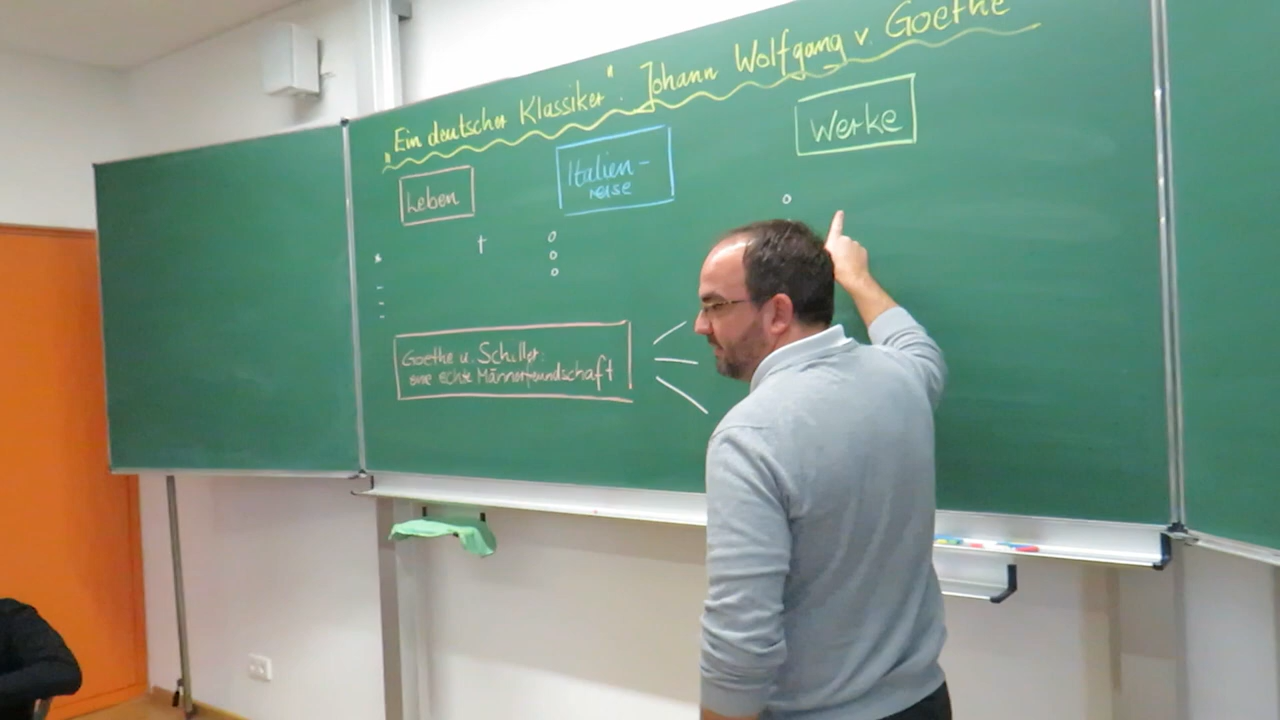 „Ein deutscher Klassiker“: Johann Wolfgang v. Goethe
Leben
Italien-
reise
Werke
Goethe u. Schiller:
eine echte Männerfreundschaft